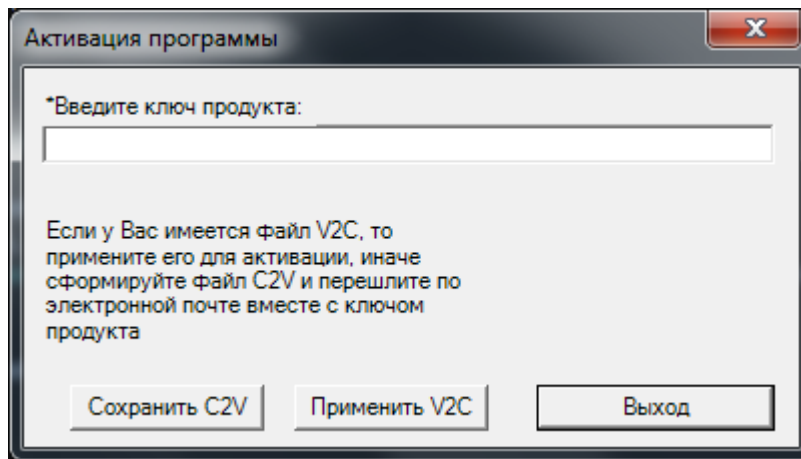 Активация программы
*Введите ключ продукта:
Если у Вас имеется файл V2C, то
примените его для активации, иначе
сформируйте файл C2V и перешлите по
электронной почте вместе с ключом
продукта
Сохранить C2V Применить V2C Выход